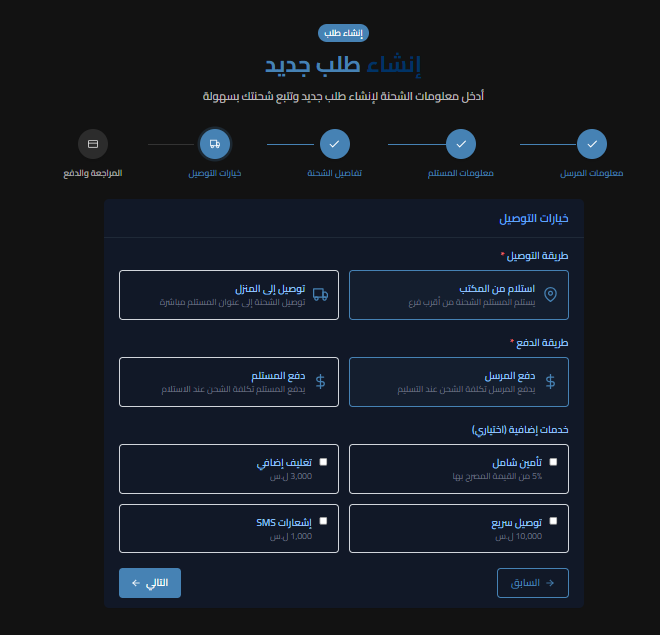 إنشاء طلب
إنشاء طلب جديد
أدخل معلومات الشحنة لإنشاء طلب جديد وتتبع شحنتك بسهولة
معلومات المرسل
معلومات المستلم
تفاصيل الشحنة
خيارات التوصيل
المراجعة والدفع
خيارات التوصيل
طريقة التوصيل *
استلام من المكتب
يستلم المستلم الشحنة من أقرب فرع
توصيل إلى المنزل
توصيل الشحنة إلى عنوان المستلم مباشرة
طريقة الدفع *
دفع المرسل
يدفع المرسل تكلفة الشحن عند التسليم
دفع المستلم
يدفع المستلم تكلفة الشحن عند الاستلام
خدمات إضافية (اختياري)
تأمين شامل
5% من القيمة المصرح بها
تغليف إضافي
3,000 ل.س
توصيل سريع
10,000 ل.س
إشعارات SMS
1,000 ل.س
السابق
التالي